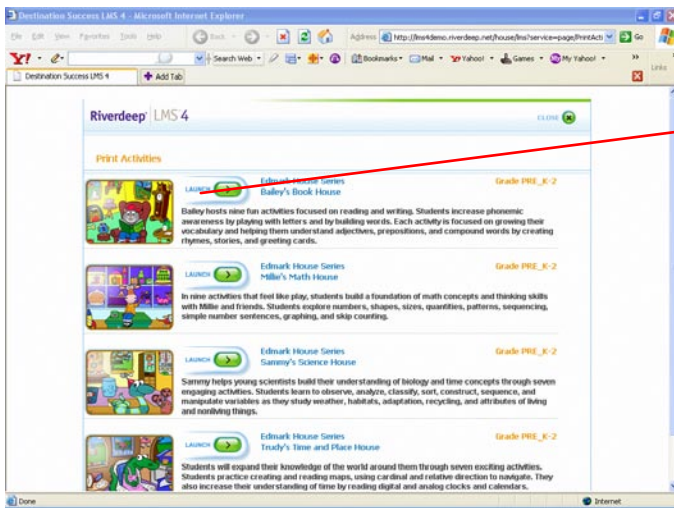 Destination Success LMS 4 - Microsoft Internet Explorer
File Edit View Favorites Tools Help
Back
Address http://lms4demo.riverdeep.net/house/lms?service=page/PrintActi
Go
Y! Search Web Bookmarks Mail My Yahoo! Yahoo! Games My Yahoo! Links
Destination Success LMS 4 Add Tab
Riverdeep LMS 4
CLOSE
Print Activities
LAUNCH
Edmark House Series
Grade PRE_K-2
Bailey's Book House
Bailey hosts nine fun activities focused on reading and writing. Students increase phonemic
awareness by playing with letters and by building words. Each activity is focused on growing their
vocabulary and helping them understand adjectives, prepositions, and compound words by creating
rhymes, stories, and greeting cards.
LAUNCH
Edmark House Series
Grade PRE_K-2
Millie's Math House
In nine activities that feel like play, students build a foundation of math concepts and thinking skills
with Millie and friends. Students explore numbers, shapes, sizes, quantities, patterns, sequencing,
simple number sentences, graphing, and skip counting.
LAUNCH
Edmark House Series
Grade PRE_K-2
Sammy's Science House
Sammy helps young scientists build their understanding of biology and time concepts through seven
engaging activities. Students learn to observe, analyze, classify, sort, construct, sequence, and
manipulate variables as they study weather, habitats, adaptation, recycling, and attributes of living
and nonliving things.
LAUNCH
Edmark House Series
Grade PRE_K-2
Trudy's Time and Place House
Students will expand their knowledge of the world around them through seven exciting activities.
Students practice creating and reading maps, using cardinal and relative direction to navigate. They
also increase their understanding of time by reading digital and analog clocks and calendars.
Done
Internet